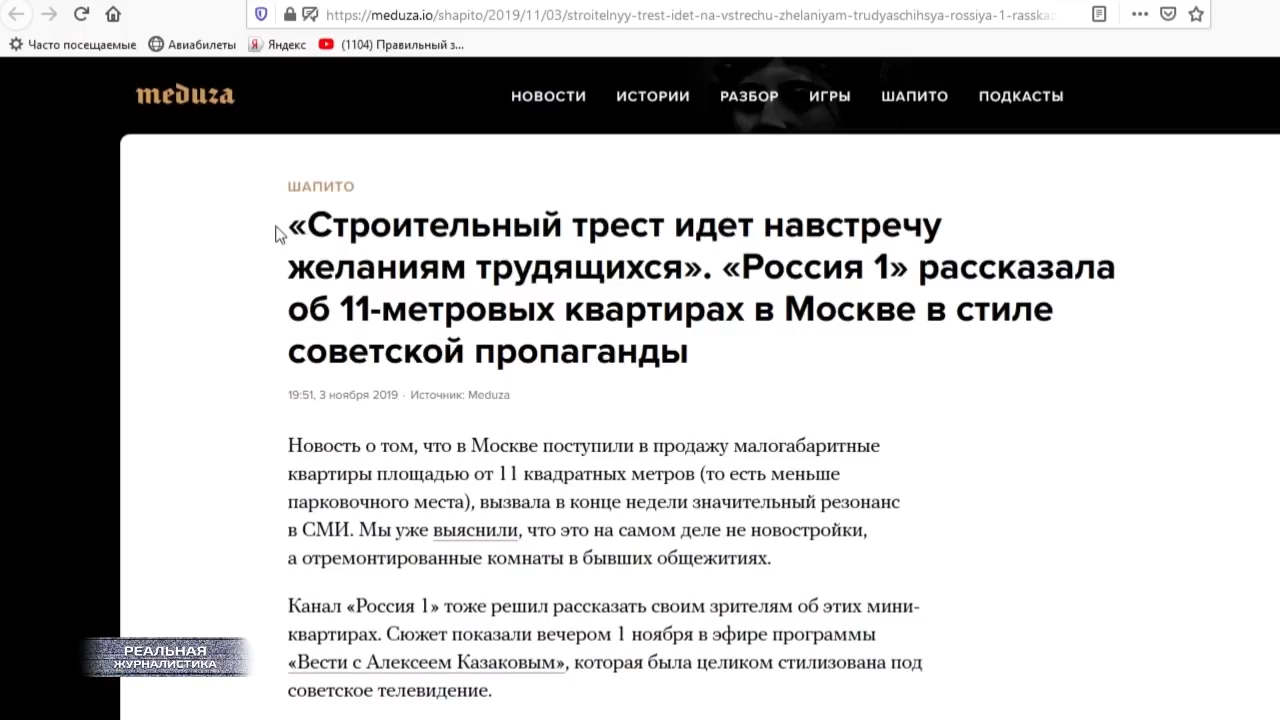 https://meduza.io/shapito/2019/11/03/stroitelnyy-trest-idet-na-vstrechu-zhelaniyam-trudyaschihsya-rossiya-1-rasska
Часто посещаемые Авиабилеты Яндекс (1104) Правильный з...
meduza НОВОСТИ ИСТОРИИ РАЗБОР ИГРЫ ШАПИТО ПОДКАСТЫ
ШАПИТО
«Строительный трест идет навстречу
желаниям трудящихся». «Россия 1» рассказала
об 11-метровых квартирах в Москве в стиле
советской пропаганды
19:51, 3 ноября 2019 · Источник: Meduza
Новость о том, что в Москве поступили в продажу малогабаритные
квартиры площадью от 11 квадратных метров (то есть меньше
парковочного места), вызвала в конце недели значительный резонанс
в СМИ. Мы уже выяснили, что это на самом деле не новостройки,
а отремонтированные комнаты в бывших общежитиях.
Канал «Россия 1» тоже решил рассказать своим зрителям об этих мини-
квартирах. Сюжет показали вечером 1 ноября в эфире программы
«Вести с Алексеем Казаковым», которая была целиком стилизована под
советское телевидение.
РЕАЛЬНАЯ
ЖУРНАЛИСТИКА